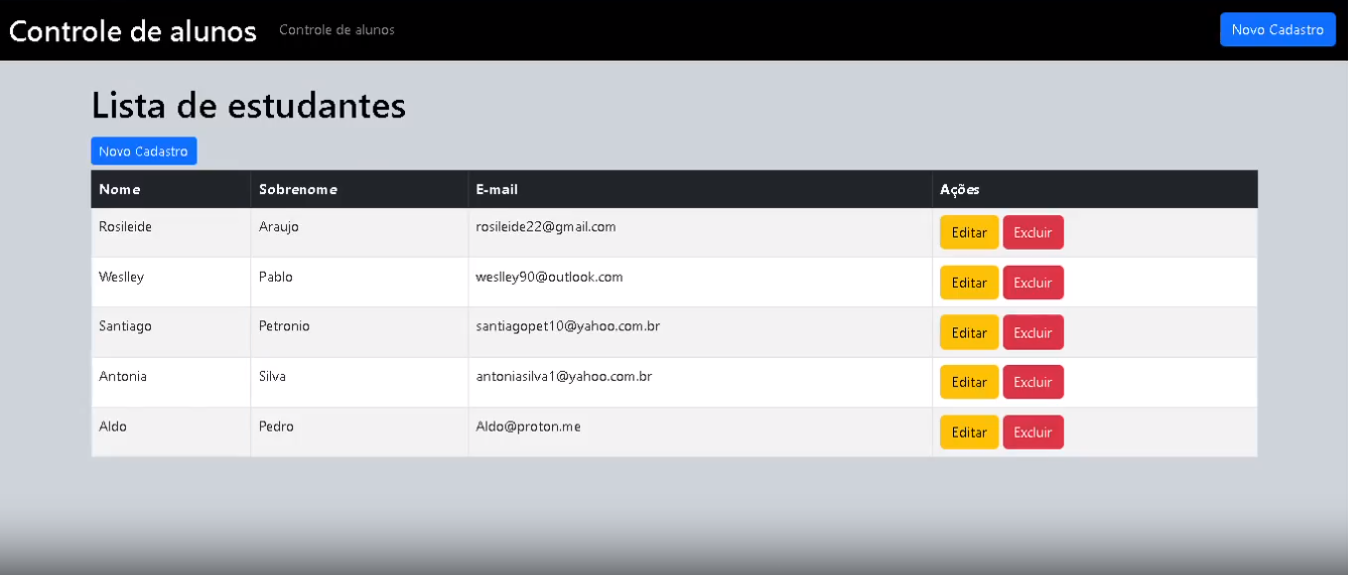 Controle de alunos Controle de alunos Novo Cadastro
Lista de estudantes
Novo Cadastro
Nome Sobrenome E-mail Ações
Rosileide Araujo rosileide22@gmail.com Editar Excluir
Weslley Pablo weslley90@outlook.com Editar Excluir
Santiago Petronio santiagopet10@yahoo.com.br Editar Excluir
Antonia Silva antoniasilva1@yahoo.com.br Editar Excluir
Aldo Pedro Aldo@proton.me Editar Excluir